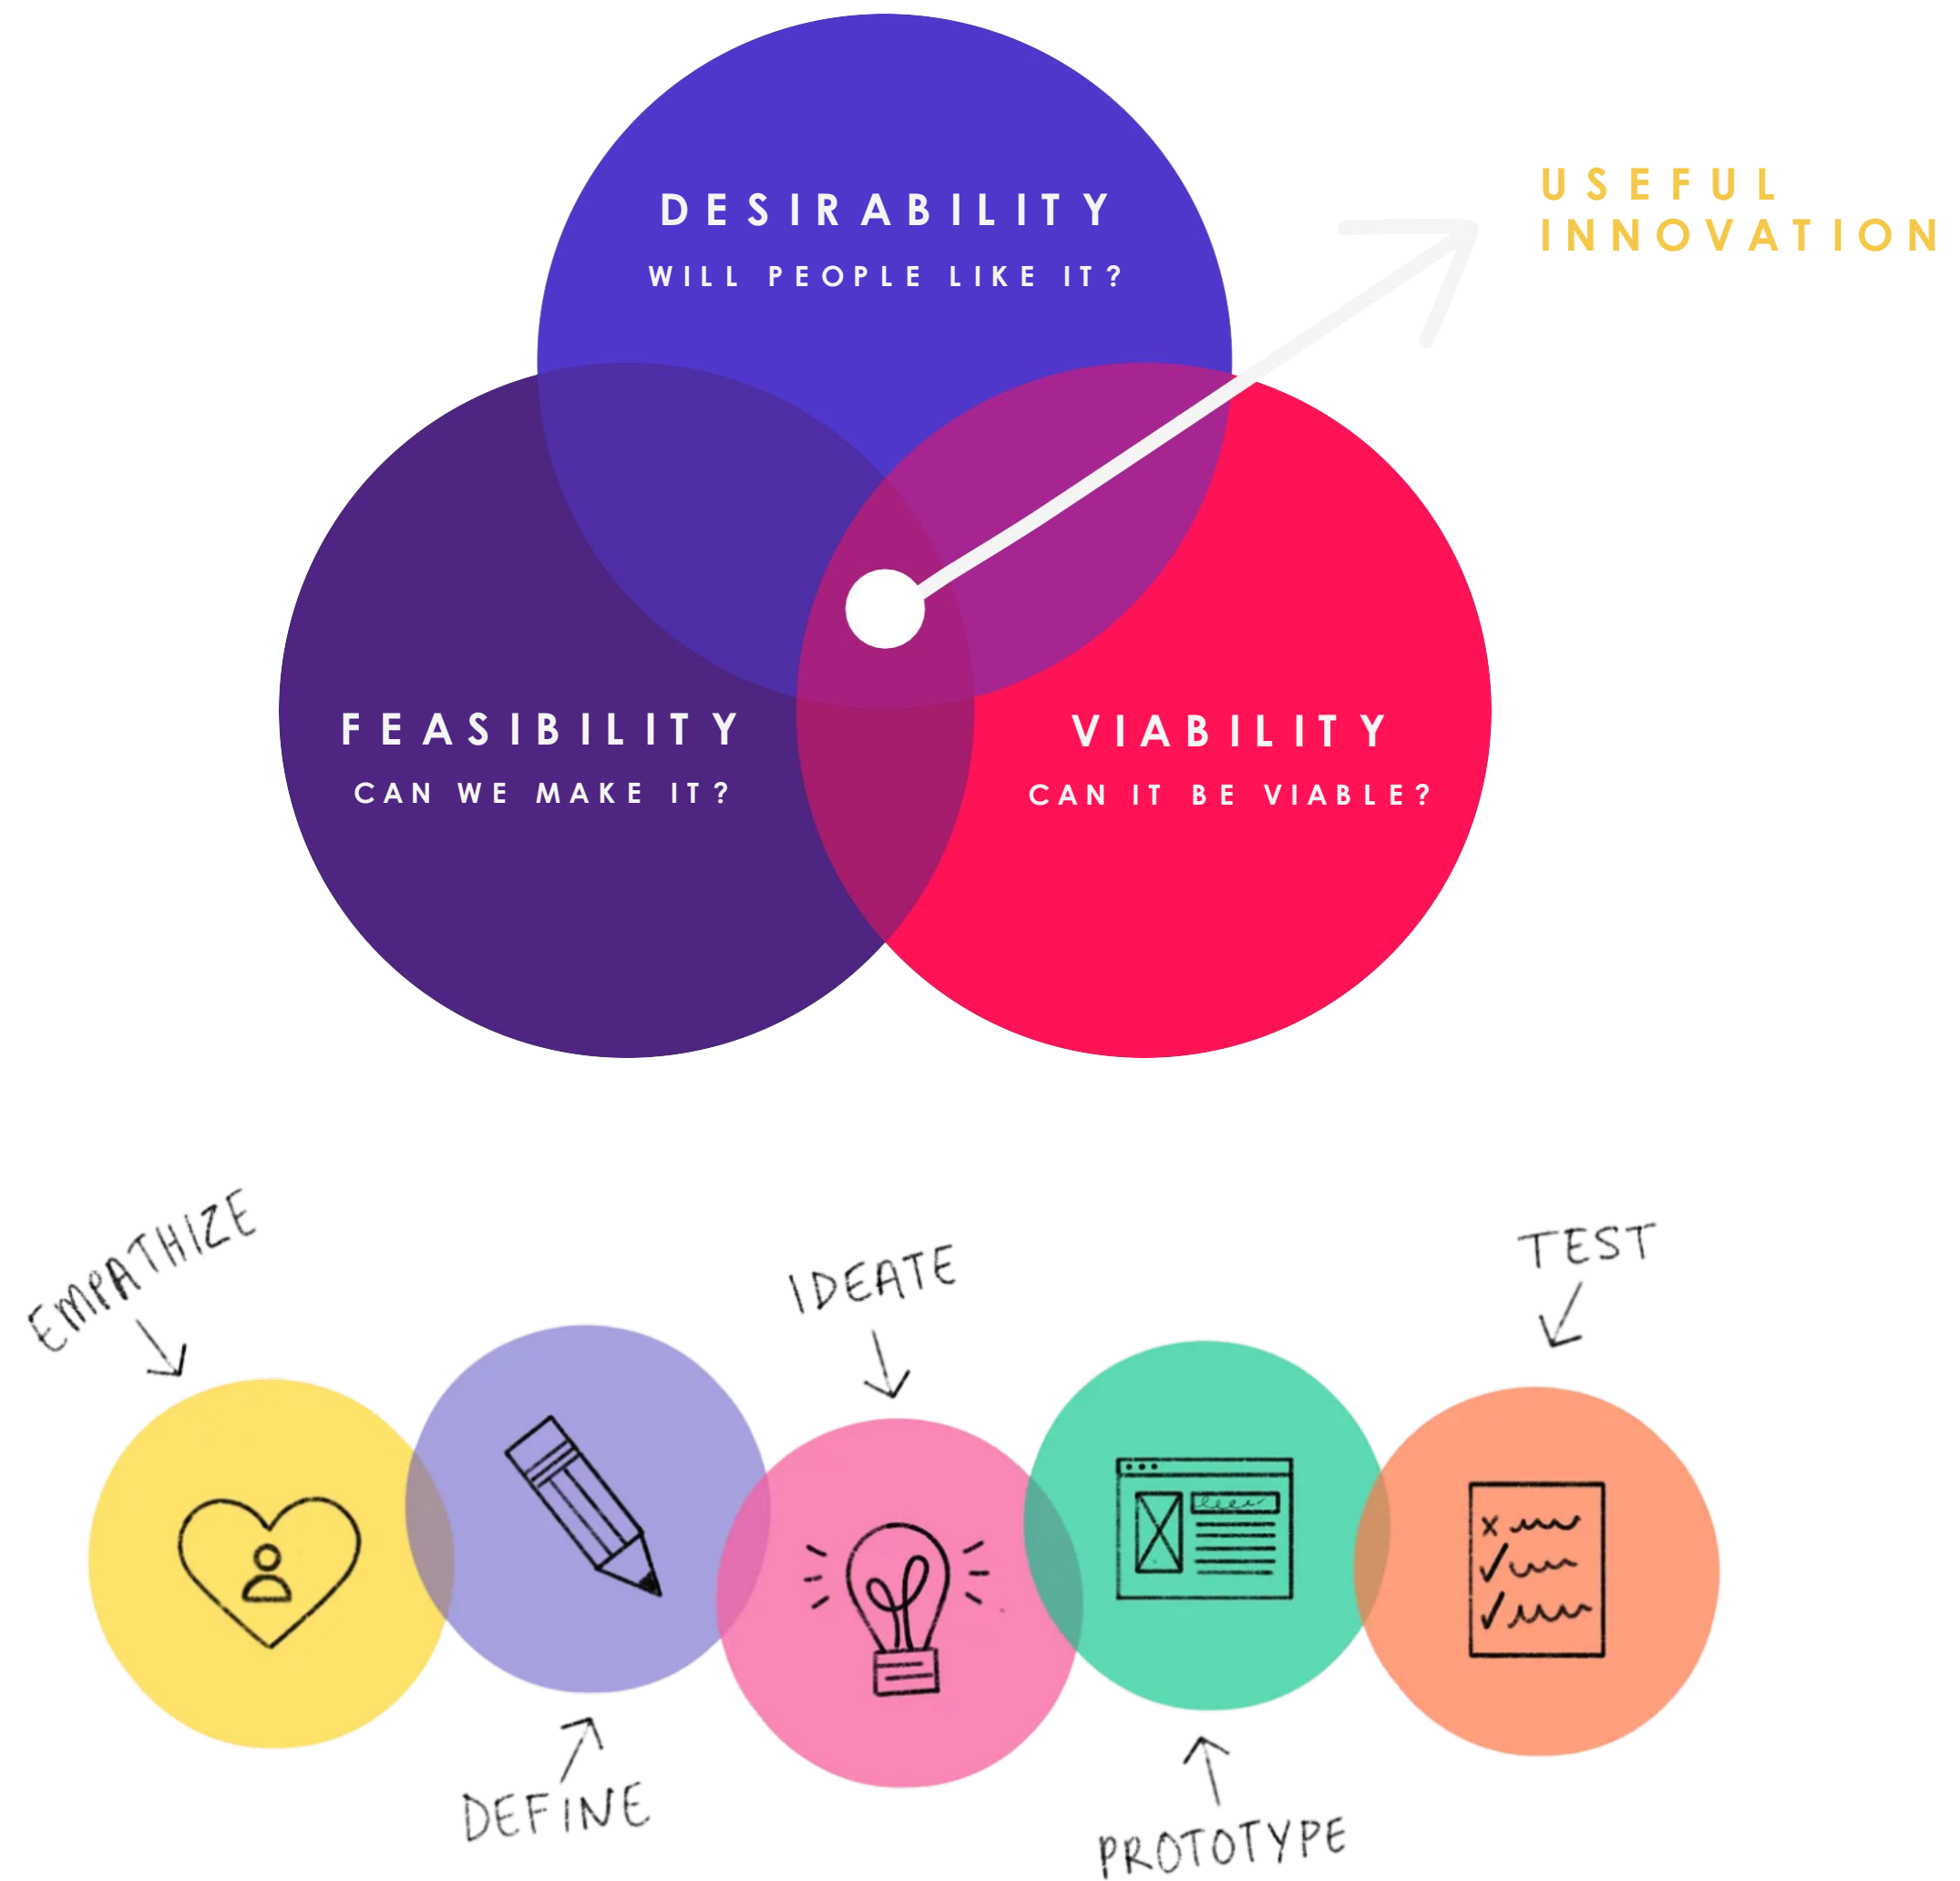 DESIRABILITY
WILL PEOPLE LIKE IT?
USEFUL
INNOVATION
FEASIBILITY
CAN WE MAKE IT?
VIABILITY
CAN IT BE VIABLE?
EMPATHIZE
IDEATE
TEST
DEFINE
PROTOTYPE